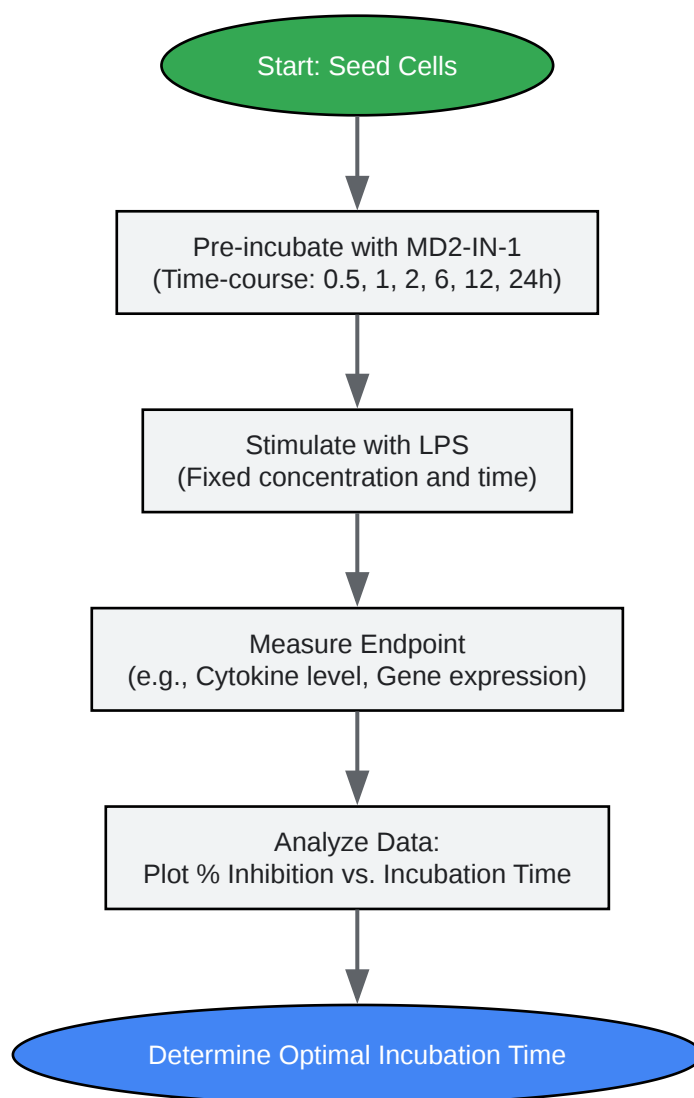 Start: Seed Cells
Pre-incubate with MD2-IN-1
(Time-course: 0.5, 1, 2, 6, 12, 24h)
Stimulate with LPS
(Fixed concentration and time)
Measure Endpoint
(e.g., Cytokine level, Gene expression)
Analyze Data:
Plot % Inhibition vs. Incubation Time
Determine Optimal Incubation Time